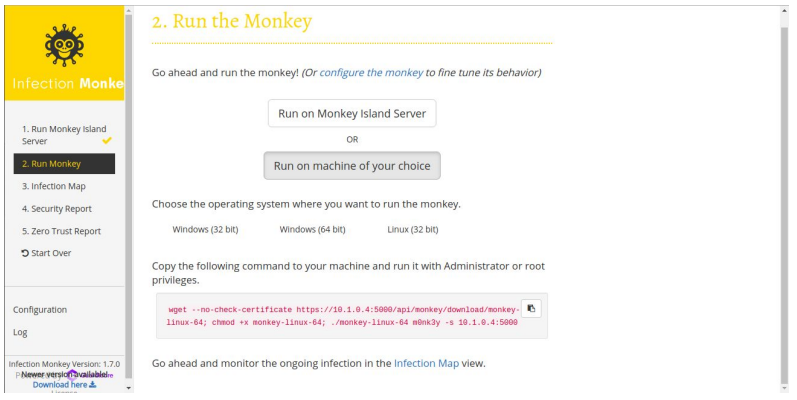 Infection Monke
1. Run Monkey Island
Server
2. Run Monkey
3. Infection Map
4. Security Report
5. Zero Trust Report
Start Over
Configuration
Log
Infection Monkey Version: 1.7.0
Newer version available!
Download here
License
2. Run the Monkey
Go ahead and run the monkey! (Or configure the monkey to fine tune its behavior)
Run on Monkey Island Server
OR
Run on machine of your choice
Choose the operating system where you want to run the monkey.
Windows (32 bit) Windows (64 bit) Linux (32 bit)
Copy the following command to your machine and run it with Administrator or root
privileges.
wget --no-check-certificate https://10.1.0.4:5000/api/monkey/download/monkey-
linux-64; chmod +x monkey-linux-64; ./monkey-linux-64 m0nk3y -s 10.1.0.4:5000
Go ahead and monitor the ongoing infection in the Infection Map view.